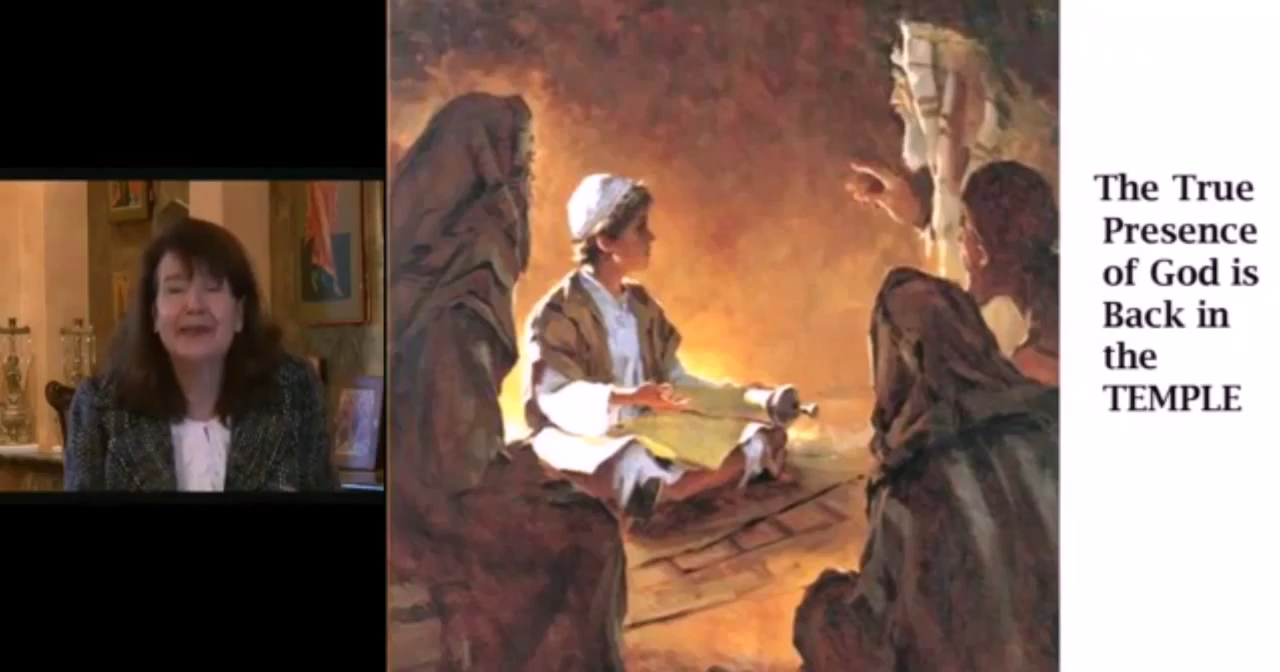 The True
Presence
of God is
Back in
the
TEMPLE